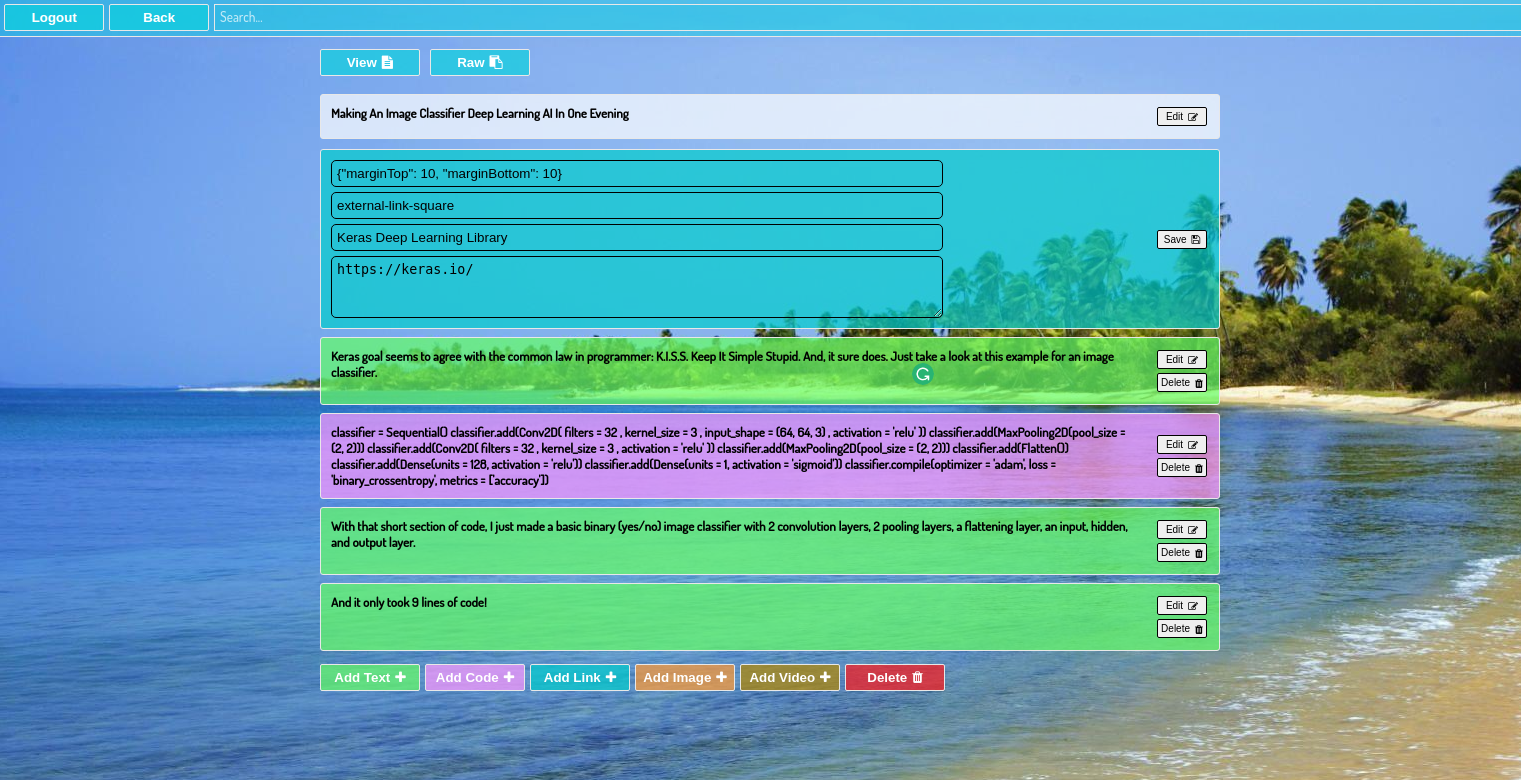 Logout Back Search...
View Raw
Making An Image Classifier Deep Learning AI In One Evening
Edit
{"marginTop": 10, "marginBottom": 10}
external-link-square
Keras Deep Learning Library
Save
https://keras.io/
Keras goal seems to agree with the common law in programmer: K.I.S.S. Keep It Simple Stupid. And, it sure does. Just take a look at this example for an image
classifier.
Edit
Delete
classifier = Sequential() classifier.add(Conv2D( filters = 32 , kernel_size = 3 , input_shape = (64, 64, 3) , activation = 'relu' )) classifier.add(MaxPooling2D(pool_size =
(2, 2))) classifier.add(Conv2D( filters = 32 , kernel_size = 3 , activation = 'relu' )) classifier.add(MaxPooling2D(pool_size = (2, 2))) classifier.add(Flatten())
classifier.add(Dense(units = 128, activation = 'relu')) classifier.add(Dense(units = 1, activation = 'sigmoid')) classifier.compile(optimizer = 'adam', loss =
'binary_crossentropy', metrics = ['accuracy'])
Edit
Delete
With that short section of code, I just made a basic binary (yes/no) image classifier with 2 convolution layers, 2 pooling layers, a flattening layer, an input, hidden,
and output layer.
Edit
Delete
And it only took 9 lines of code!
Edit
Delete
Add Text Add Code Add Link Add Image Add Video Delete